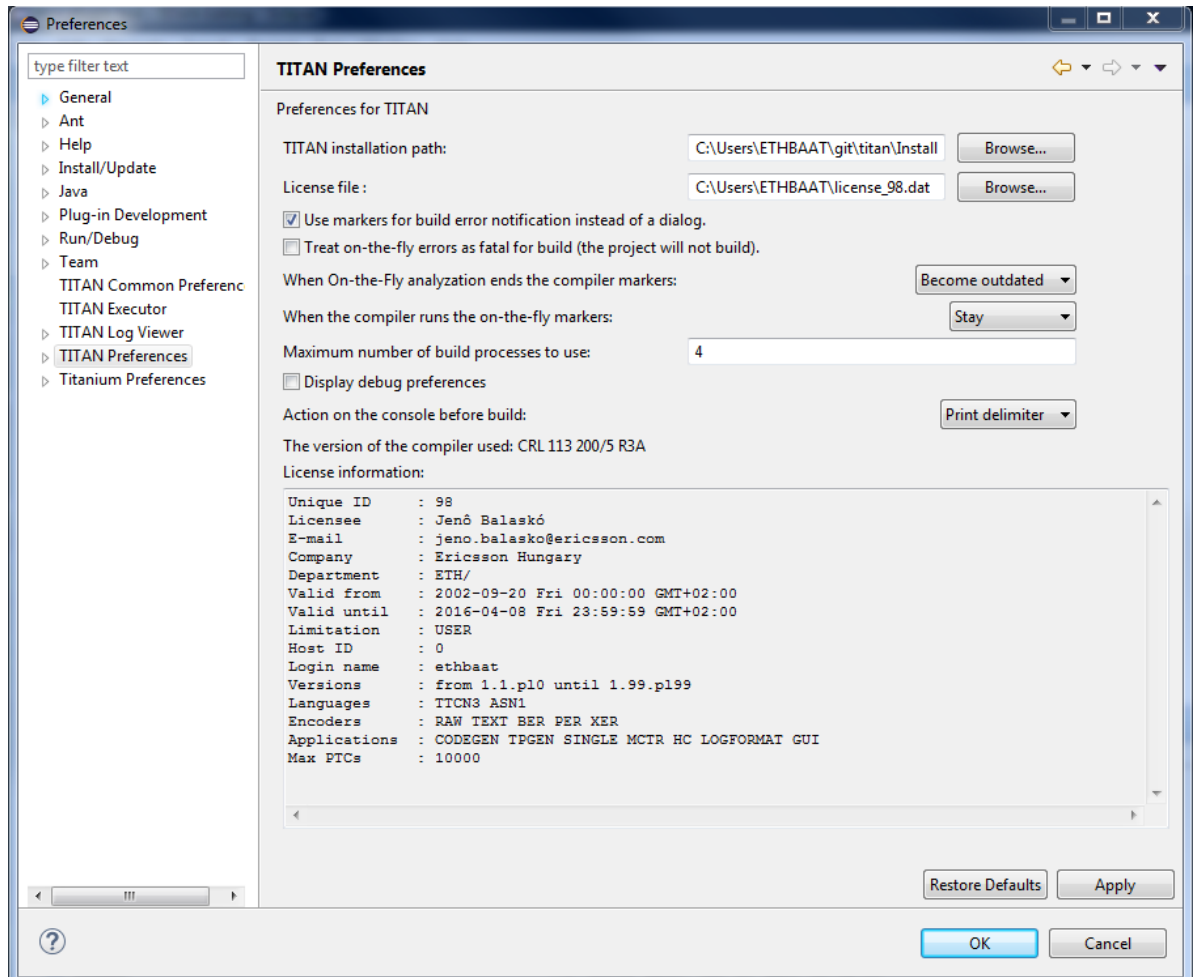 Preferences
type filter text
General
Ant
Help
Install/Update
Java
Plug-in Development
Run/Debug
Team
TITAN Common Preferenc
TITAN Executor
TITAN Log Viewer
TITAN Preferences
Titanium Preferences
TITAN Preferences
Preferences for TITAN
TITAN installation path: C:\Users\ETHBAAT\git\titan\Install Browse...
License file : C:\Users\ETHBAAT\license_98.dat Browse...
Use markers for build error notification instead of a dialog.
Treat on-the-fly errors as fatal for build (the project will not build).
When On-the-Fly analyzation ends the compiler markers: Become outdated
When the compiler runs the on-the-fly markers: Stay
Maximum number of build processes to use: 4
Display debug preferences
Action on the console before build: Print delimiter
The version of the compiler used: CRL 113 200/5 R3A
License information:
Unique ID : 98
Licensee : Jenô Balaskó
E-mail : jeno.balasko@ericsson.com
Company : Ericsson Hungary
Department : ETH/
Valid from : 2002-09-20 Fri 00:00:00 GMT+02:00
Valid until : 2016-04-08 Fri 23:59:59 GMT+02:00
Limitation : USER
Host ID : 0
Login name : ethbaat
Versions : from 1.1.pl0 until 1.99.pl99
Languages : TTCN3 ASN1
Encoders : RAW TEXT BER PER XER
Applications : CODEGEN TPGEN SINGLE MCTR HC LOGFORMAT GUI
Max PTCs : 10000
Restore Defaults Apply
OK Cancel